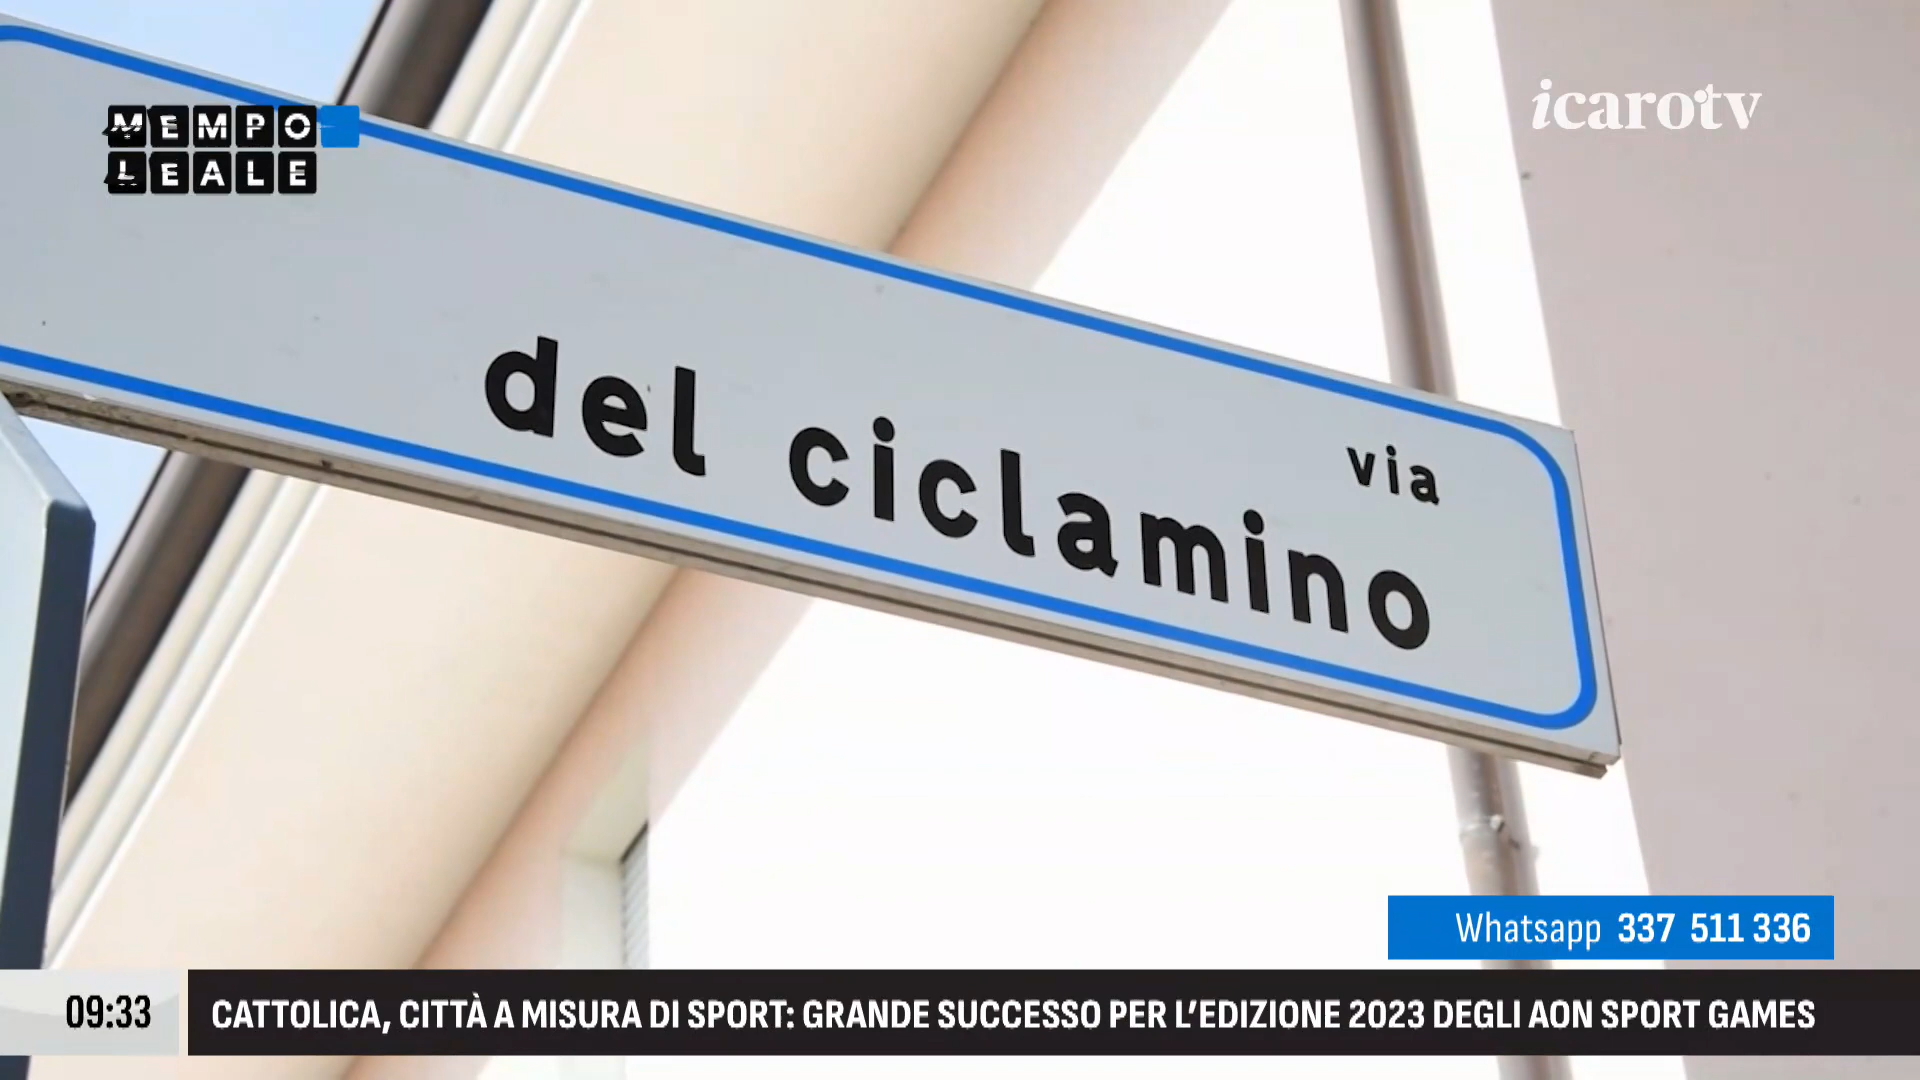 MEMPO
LEALE
icarotv
via
del ciclamino
Whatsapp 337 511 336
09:33
CATTOLICA, CITTÀ A MISURA DI SPORT: GRANDE SUCCESSO PER L'EDIZIONE 2023 DEGLI AON SPORT GAMES